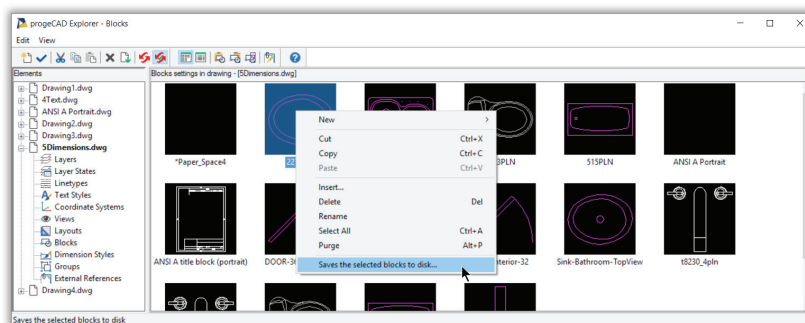 progeCAD Explorer - Blocks
Edit View
Elements
Blocks settings in drawing - [5Dimensions.dwg]
Drawing1.dwg
4Text.dwg
ANSI A Portrait.dwg
Drawing2.dwg
Drawing3.dwg
5Dimensions.dwg
Layers
Layer States
Linetypes
Text Styles
Coordinate Systems
Views
Layouts
Blocks
Dimension Styles
Groups
External References
Drawing4.dwg
*Paper_Space4
515PLN
ANSI A Portrait
ANSI A title block (portrait)
Sink-Bathroom-TopView
t8230_4pln
New
Cut Ctrl+X
Copy Ctrl+C
Paste Ctrl+V
Insert...
Delete Del
Rename
Select All Ctrl+A
Purge Alt+P
Saves the selected blocks to disk...
Saves the selected blocks to disk